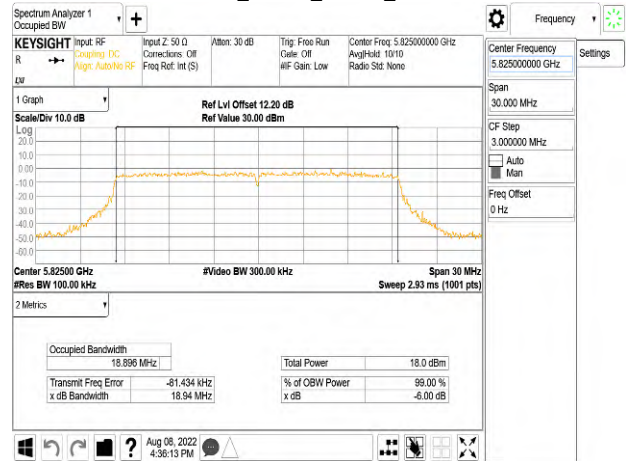 Spectrum Analyzer 1
Occupied BW
Frequency
KEYSIGHT
R
Input: RF
Coupling: DC
Align: Auto/No RF
Input Z: 50 Ω
Corrections: Off
Freq Ref: Int (S)
Atten: 30 dB
Trig: Free Run
Gate: Off
#IF Gain: Low
Center Freq: 5.825000000 GHz
Avg|Hold: 10/10
Radio Std: None
Center Frequency
5.825000000 GHz
Settings
Span
30.000 MHz
CF Step
3.000000 MHz
Auto
Man
Freq Offset
0 Hz
1 Graph
Scale/Div 10.0 dB
Ref Lvl Offset 12.20 dB
Ref Value 30.00 dBm
Log
20.0
10.0
0.00
-10.0
-20.0
-30.0
-40.0
-50.0
-60.0
Center 5.82500 GHz
#Res BW 100.00 kHz
#Video BW 300.00 kHz
Span 30 MHz
Sweep 2.93 ms (1001 pts)
2 Metrics
Occupied Bandwidth
18.896 MHz
Transmit Freq Error -81.434 kHz
x dB Bandwidth 18.94 MHz
Total Power 18.0 dBm
% of OBW Power 99.00 %
x dB -6.00 dB
?
Aug 08, 2022
4:36:13 PM